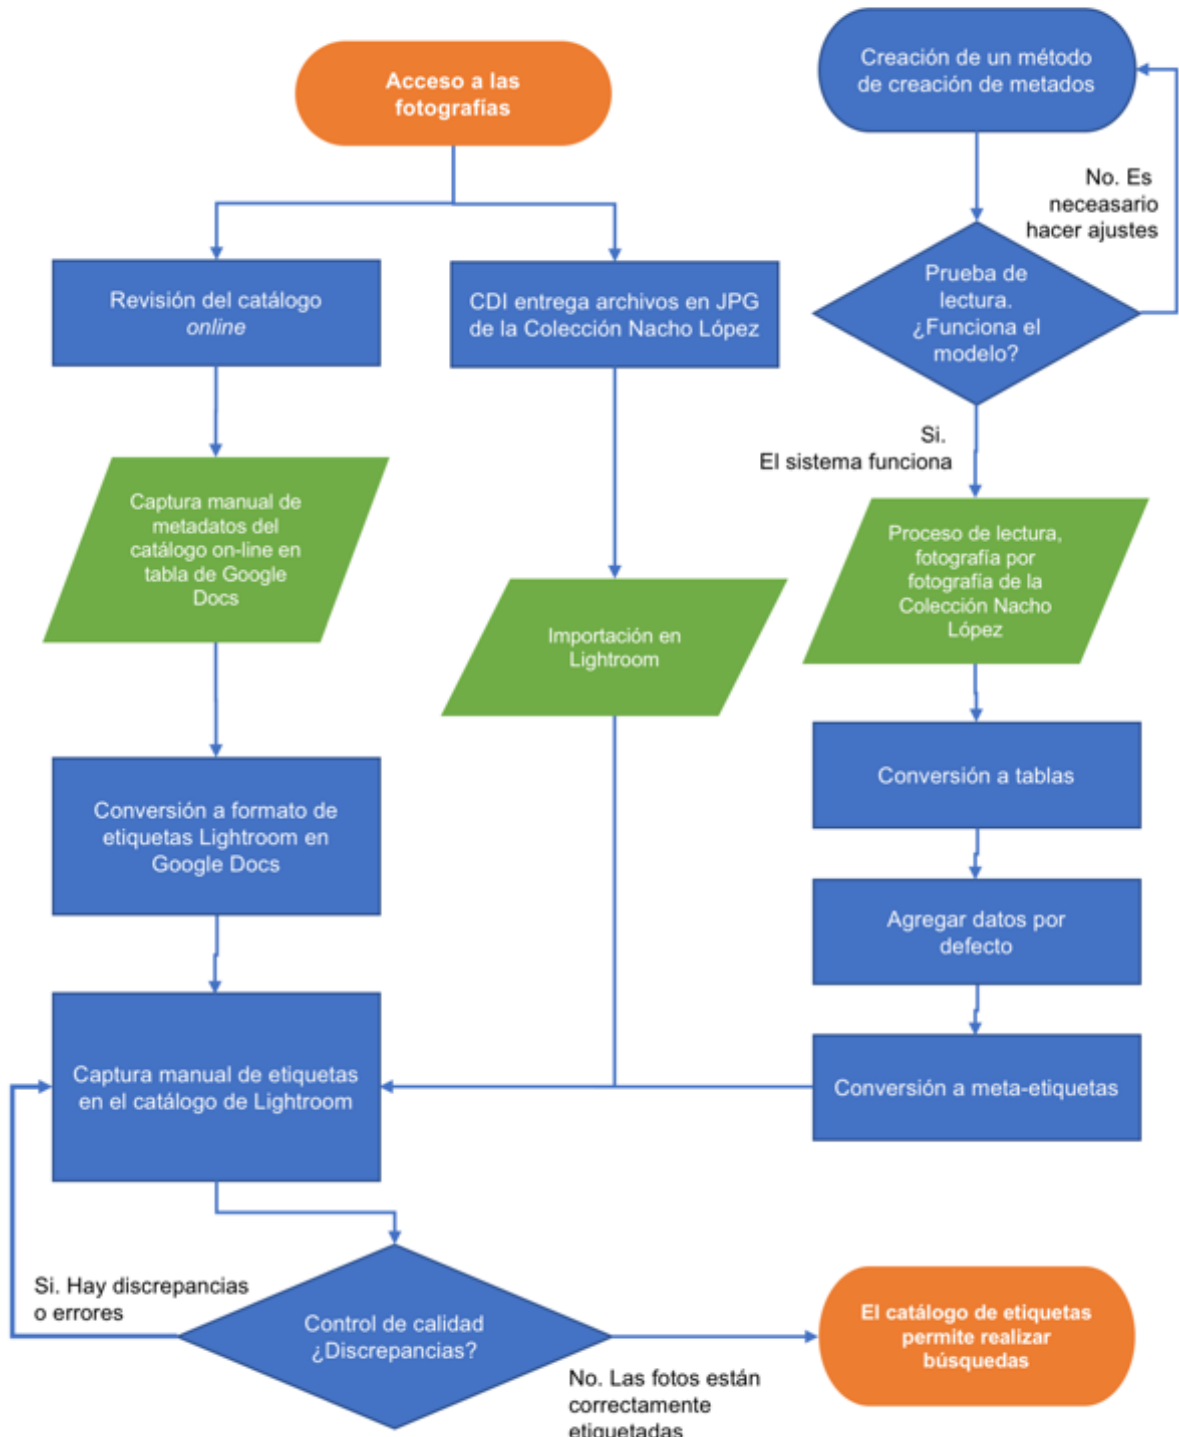 Acceso a las
fotografías
Creación de un método
de creación de metados
No. Es
neceasario
hacer ajustes
Revisión del catálogo
online
CDI entrega archivos en JPG
de la Colección Nacho López
Prueba de
lectura.
¿Funciona el
modelo?
Si.
El sistema funciona
Captura manual de
metadatos del
catálogo on-line en
tabla de Google
Docs
Importación en
Lightroom
Proceso de lectura,
fotografía por
fotografía de la
Colección Nacho
López
Conversión a tablas
Conversión a formato de
etiquetas Lightroom en
Google Docs
Agregar datos por
defecto
Captura manual de etiquetas
en el catálogo de Lightroom
Conversión a meta-etiquetas
Si. Hay discrepancias
o errores
Control de calidad
¿Discrepancias?
El catálogo de etiquetas
permite realizar
búsquedas
No. Las fotos están
correctamente
etiquetadas